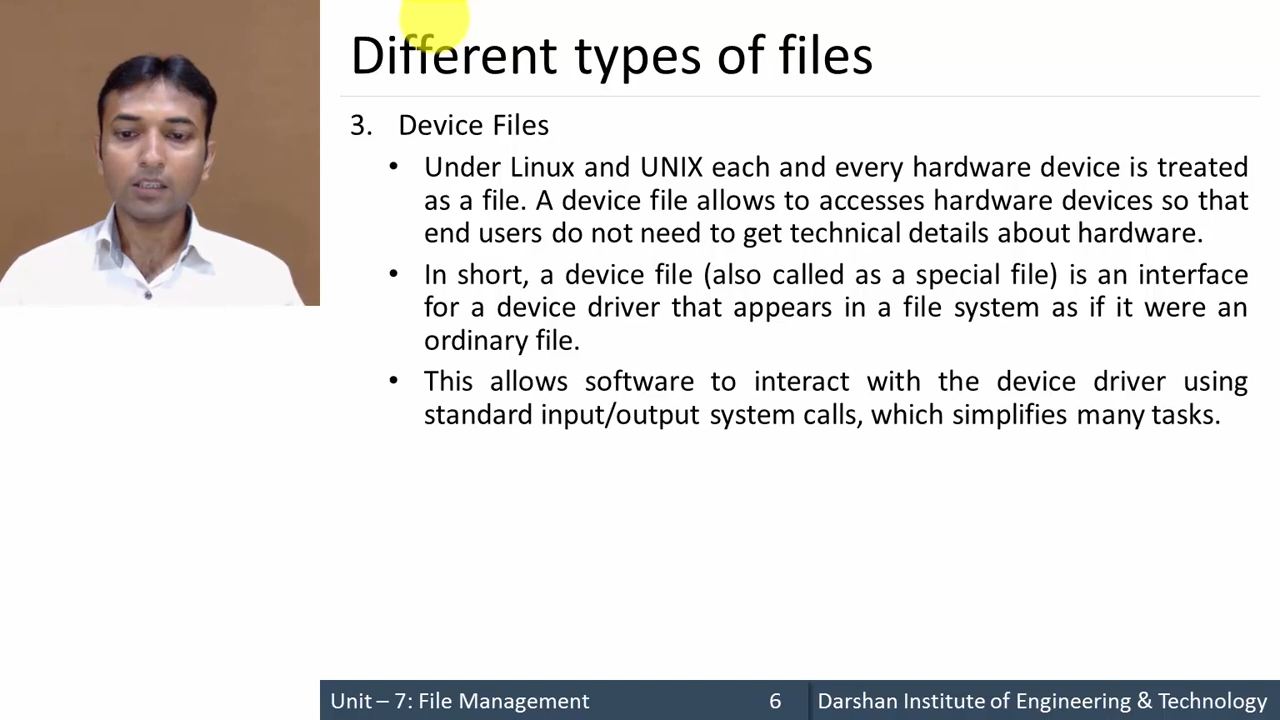 Different types of files
3. Device Files
• Under Linux and UNIX each and every hardware device is treated
as a file. A device file allows to accesses hardware devices so that
end users do not need to get technical details about hardware.
• In short, a device file (also called as a special file) is an interface
for a device driver that appears in a file system as if it were an
ordinary file.
• This allows software to interact with the device driver using
standard input/output system calls, which simplifies many tasks.
Unit – 7: File Management 6 Darshan Institute of Engineering & Technology